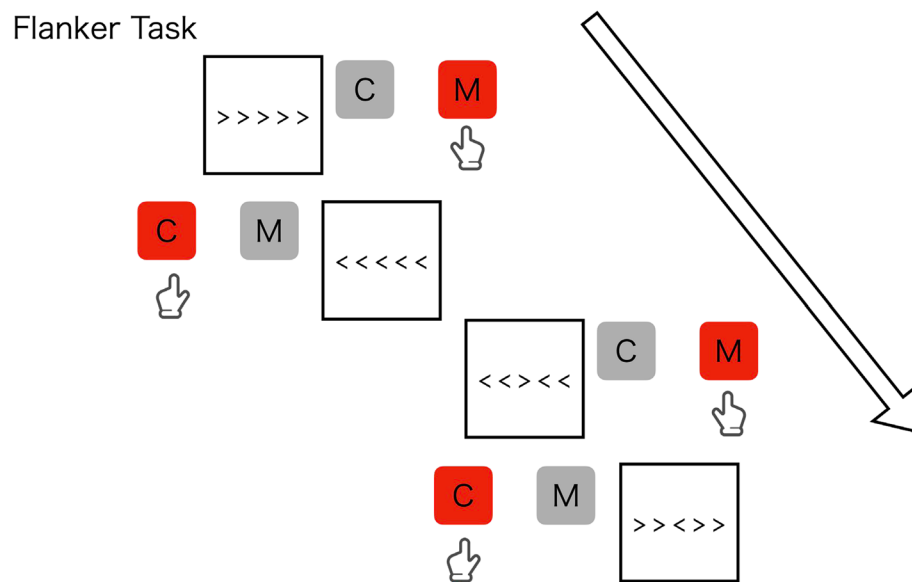 Flanker Task
> > > > > C M
C M < < < < <
< < > < < C M
C M > > < > >